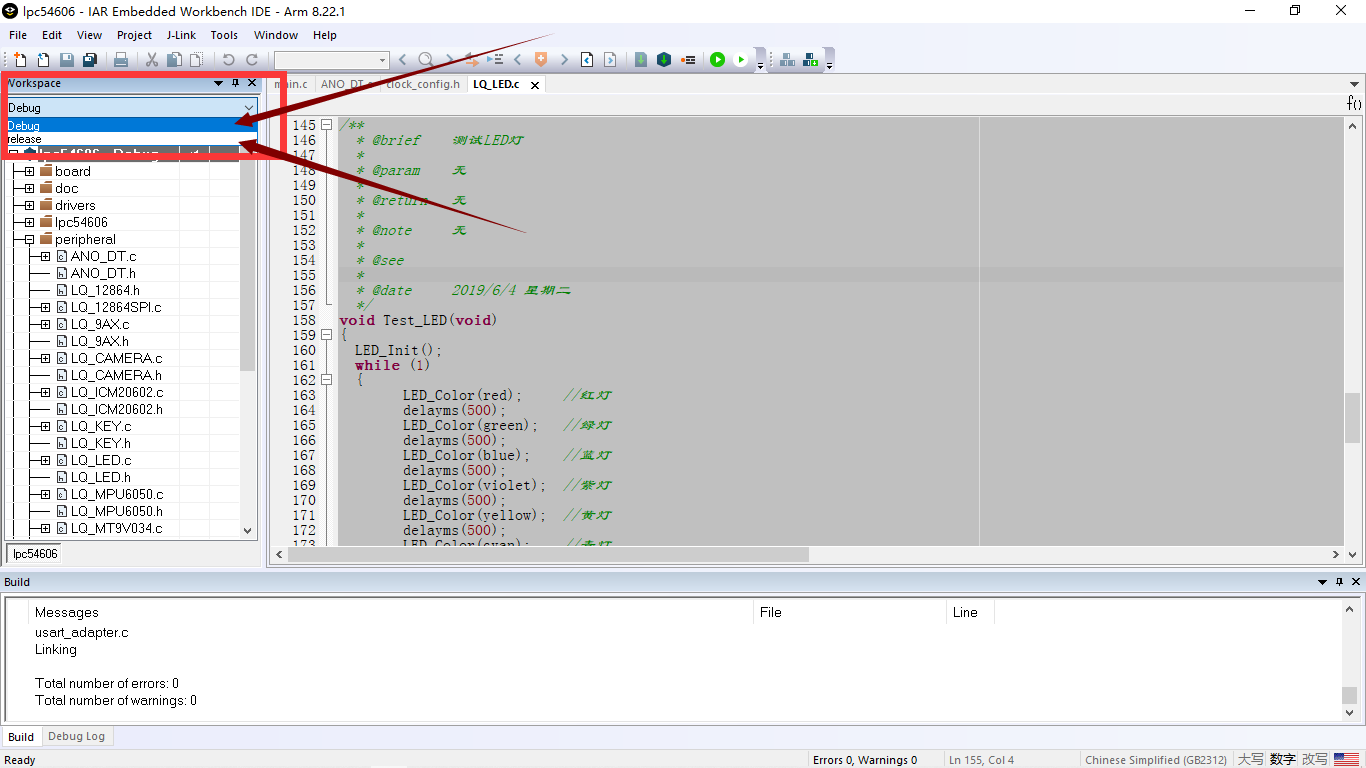 lpc54606 - IAR Embedded Workbench IDE - Arm 8.22.1
File Edit View Project J-Link Tools Window Help
Workspace
main.c ANO_DT.c clock_config.h LQ_LED.c
Debug
f()
Debug
release
lpc54606 - Debug
board
doc
drivers
lpc54606
peripheral
ANO_DT.c
ANO_DT.h
LQ_12864.h
LQ_12864SPI.c
LQ_9AX.c
LQ_9AX.h
LQ_CAMERA.c
LQ_CAMERA.h
LQ_ICM20602.c
LQ_ICM20602.h
LQ_KEY.c
LQ_KEY.h
LQ_LED.c
LQ_LED.h
LQ_MPU6050.c
LQ_MPU6050.h
LQ_MT9V034.c
lpc54606
145 /**
146 * @brief 测试LED灯
147 *
148 * @param 无
149 *
150 * @return 无
151 *
152 * @note 无
153 *
154 * @see
155 *
156 * @date 2019/6/4 星期二
157 */
158 void Test_LED(void)
159 {
160 LED_Init();
161 while (1)
162 {
163 LED_Color(red); //红灯
164 delayms(500);
165 LED_Color(green); //绿灯
166 delayms(500);
167 LED_Color(blue); //蓝灯
168 delayms(500);
169 LED_Color(violet); //紫灯
170 delayms(500);
171 LED_Color(yellow); //黄灯
172 delayms(500);
173 LED_Color(cyan); //青灯
Build
Messages File Line
usart_adapter.c
Linking
Total number of errors: 0
Total number of warnings: 0
Build Debug Log
Ready Errors 0, Warnings 0 Ln 155, Col 4 Chinese Simplified (GB2312) 大写 数字 改写